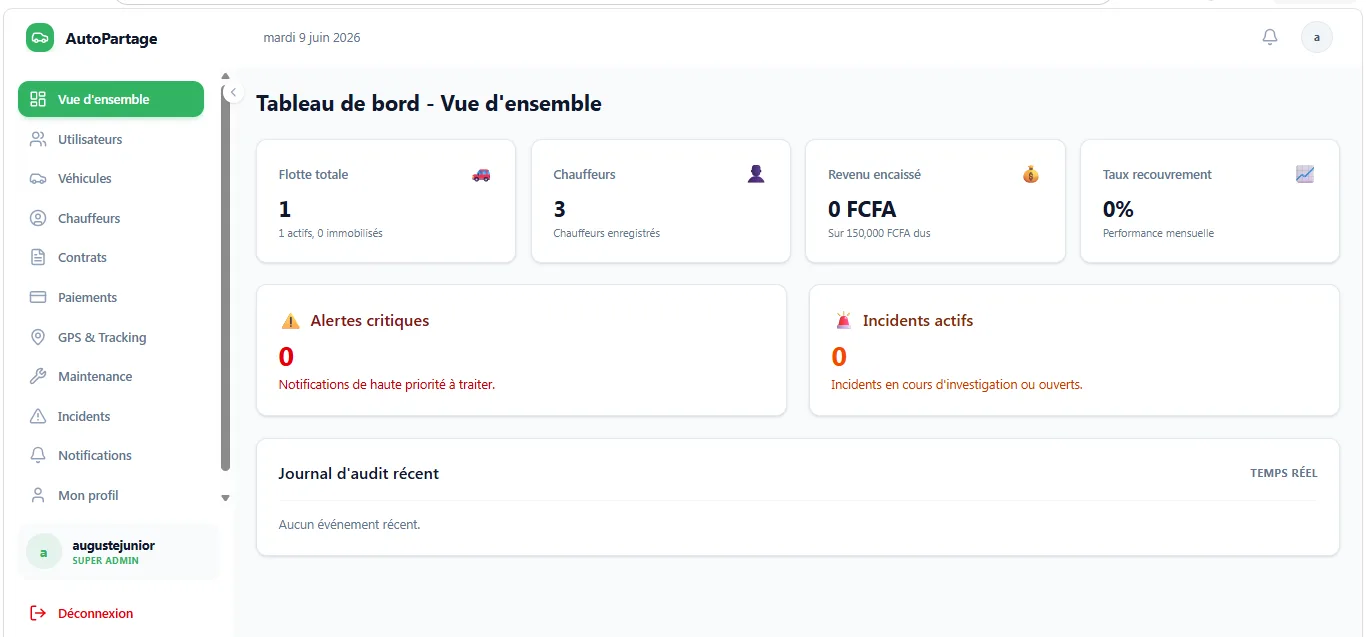 AutoPartage
mardi 9 juin 2026
a
Vue d'ensemble
Utilisateurs
Véhicules
Chauffeurs
Contrats
Paiements
GPS & Tracking
Maintenance
Incidents
Notifications
Mon profil
a
augustejunior
SUPER ADMIN
Déconnexion
Tableau de bord - Vue d'ensemble
Flotte totale
1
1 actifs, 0 immobilisés
Chauffeurs
3
Chauffeurs enregistrés
Revenu encaissé
0 FCFA
Sur 150,000 FCFA dus
Taux recouvrement
0%
Performance mensuelle
Alertes critiques
0
Notifications de haute priorité à traiter.
Incidents actifs
0
Incidents en cours d'investigation ou ouverts.
Journal d'audit récent
TEMPS RÉEL
Aucun événement récent.